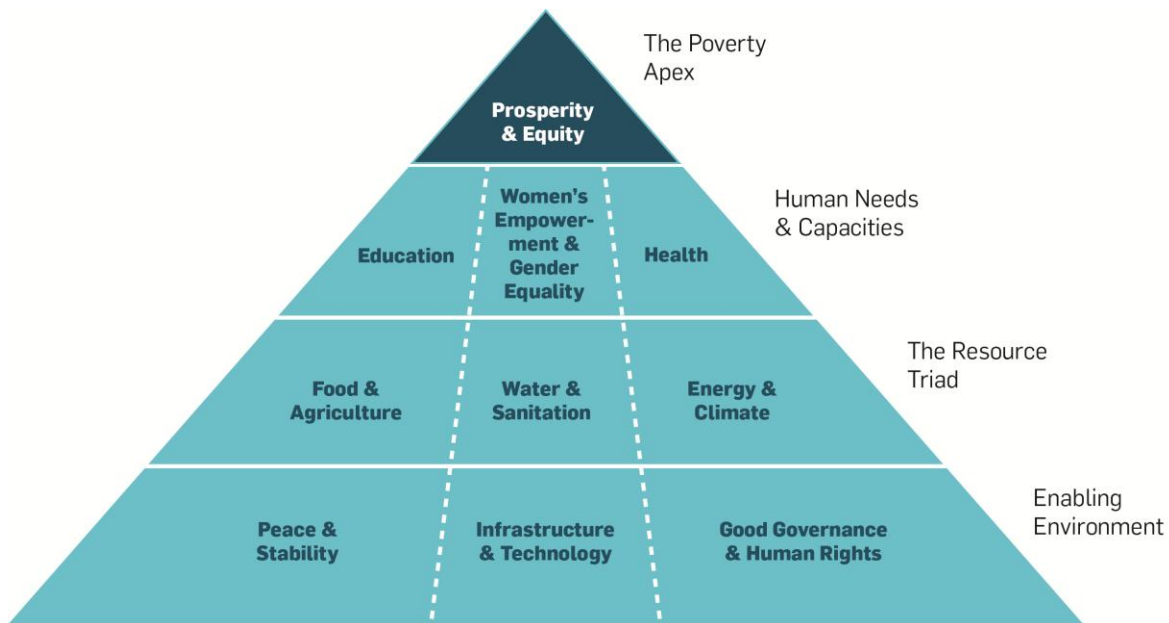 The Poverty
Apex
Prosperity
& Equity
Women's
Empower-
ment &
Gender
Equality
Education
Health
Human Needs
& Capacities
Food &
Agriculture
Water &
Sanitation
Energy &
Climate
The Resource
Triad
Peace &
Stability
Infrastructure
& Technology
Good Governance
& Human Rights
Enabling
Environment